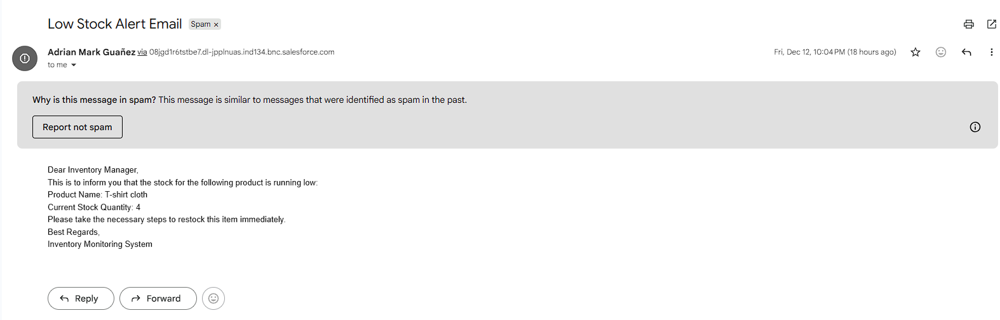 Low Stock Alert Email Spam ×
Adrian Mark Guañez via 08jgd1r6tstbe7.dl-jpplnuas.ind134.bnc.salesforce.com Fri, Dec 12, 10:04 PM (18 hours ago)
to me
Why is this message in spam? This message is similar to messages that were identified as spam in the past.
Report not spam
Dear Inventory Manager,
This is to inform you that the stock for the following product is running low:
Product Name: T-shirt cloth
Current Stock Quantity: 4
Please take the necessary steps to restock this item immediately.
Best Regards,
Inventory Monitoring System
Reply Forward